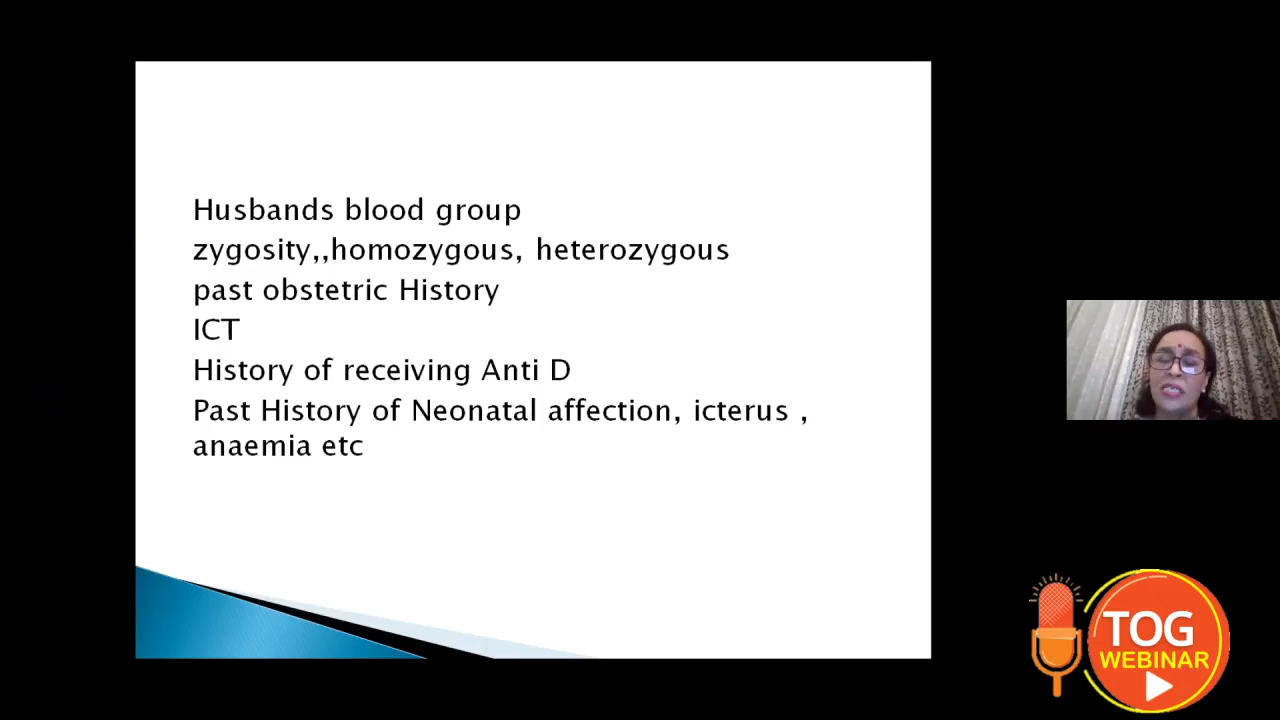 Husbands blood group
zygosity,,homozygous, heterozygous
past obstetric History
ICT
History of receiving Anti D
Past History of Neonatal affection, icterus ,
anaemia etc
TOG
WEBINAR